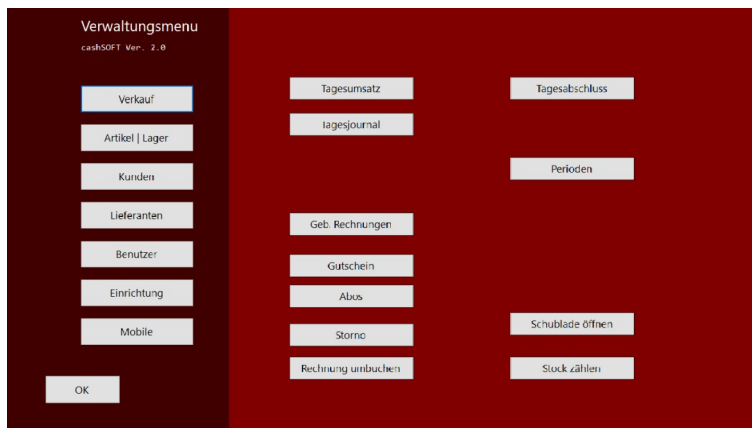 Verwaltungsmenu
cashSOFT Ver. 2.0
Verkauf
Artikel | Lager
Kunden
Lieferanten
Benutzer
Einrichtung
Mobile
OK
Tagesumsatz
Tagesjournal
Geb. Rechnungen
Gutschein
Abos
Storno
Rechnung umbuchen
Tagesabschluss
Perioden
Schublade öffnen
Stock zählen